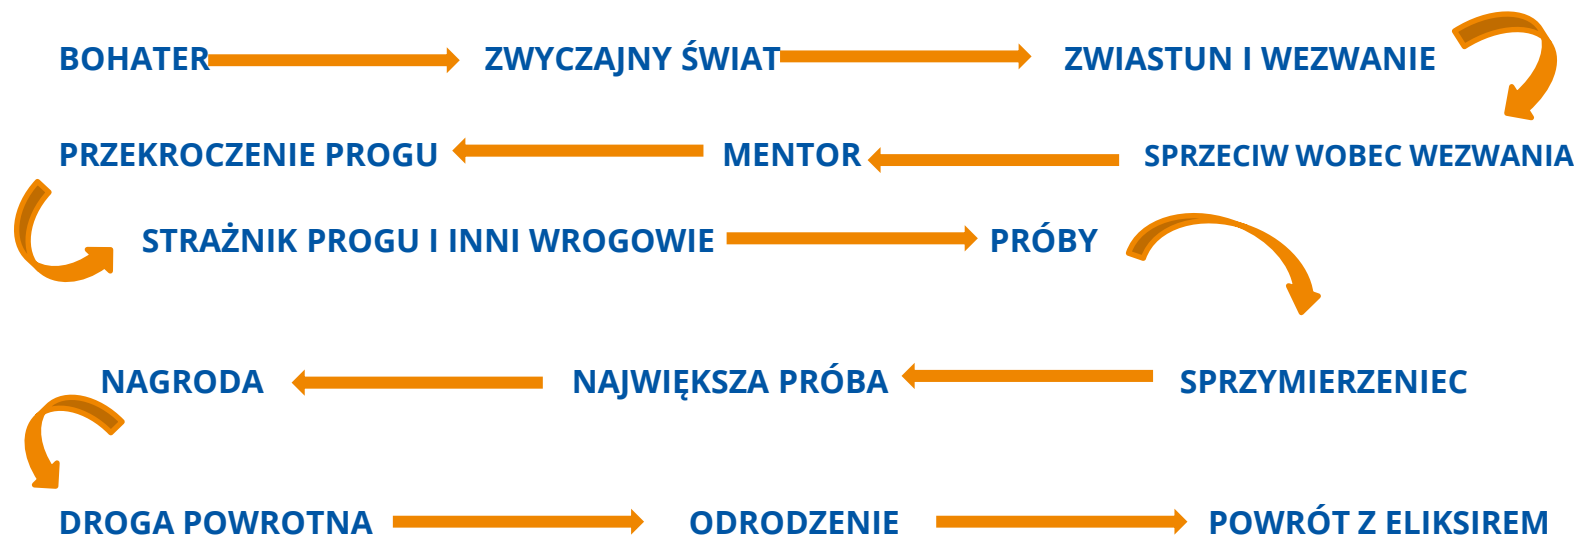 BOHATER ZWYCZAJNY ŚWIAT ZWIASTUN I WEZWANIE
PRZEKROCZENIE PROGU MENTOR SPRZECIW WOBEC WEZWANIA
STRAŻNIK PROGU I INNI WROGOWIE PRÓBY
NAGRODA NAJWIĘKSZA PRÓBA SPRZYMIERZENIEC
DROGA POWROTNA ODRODZENIE POWRÓT Z ELIKSIREM